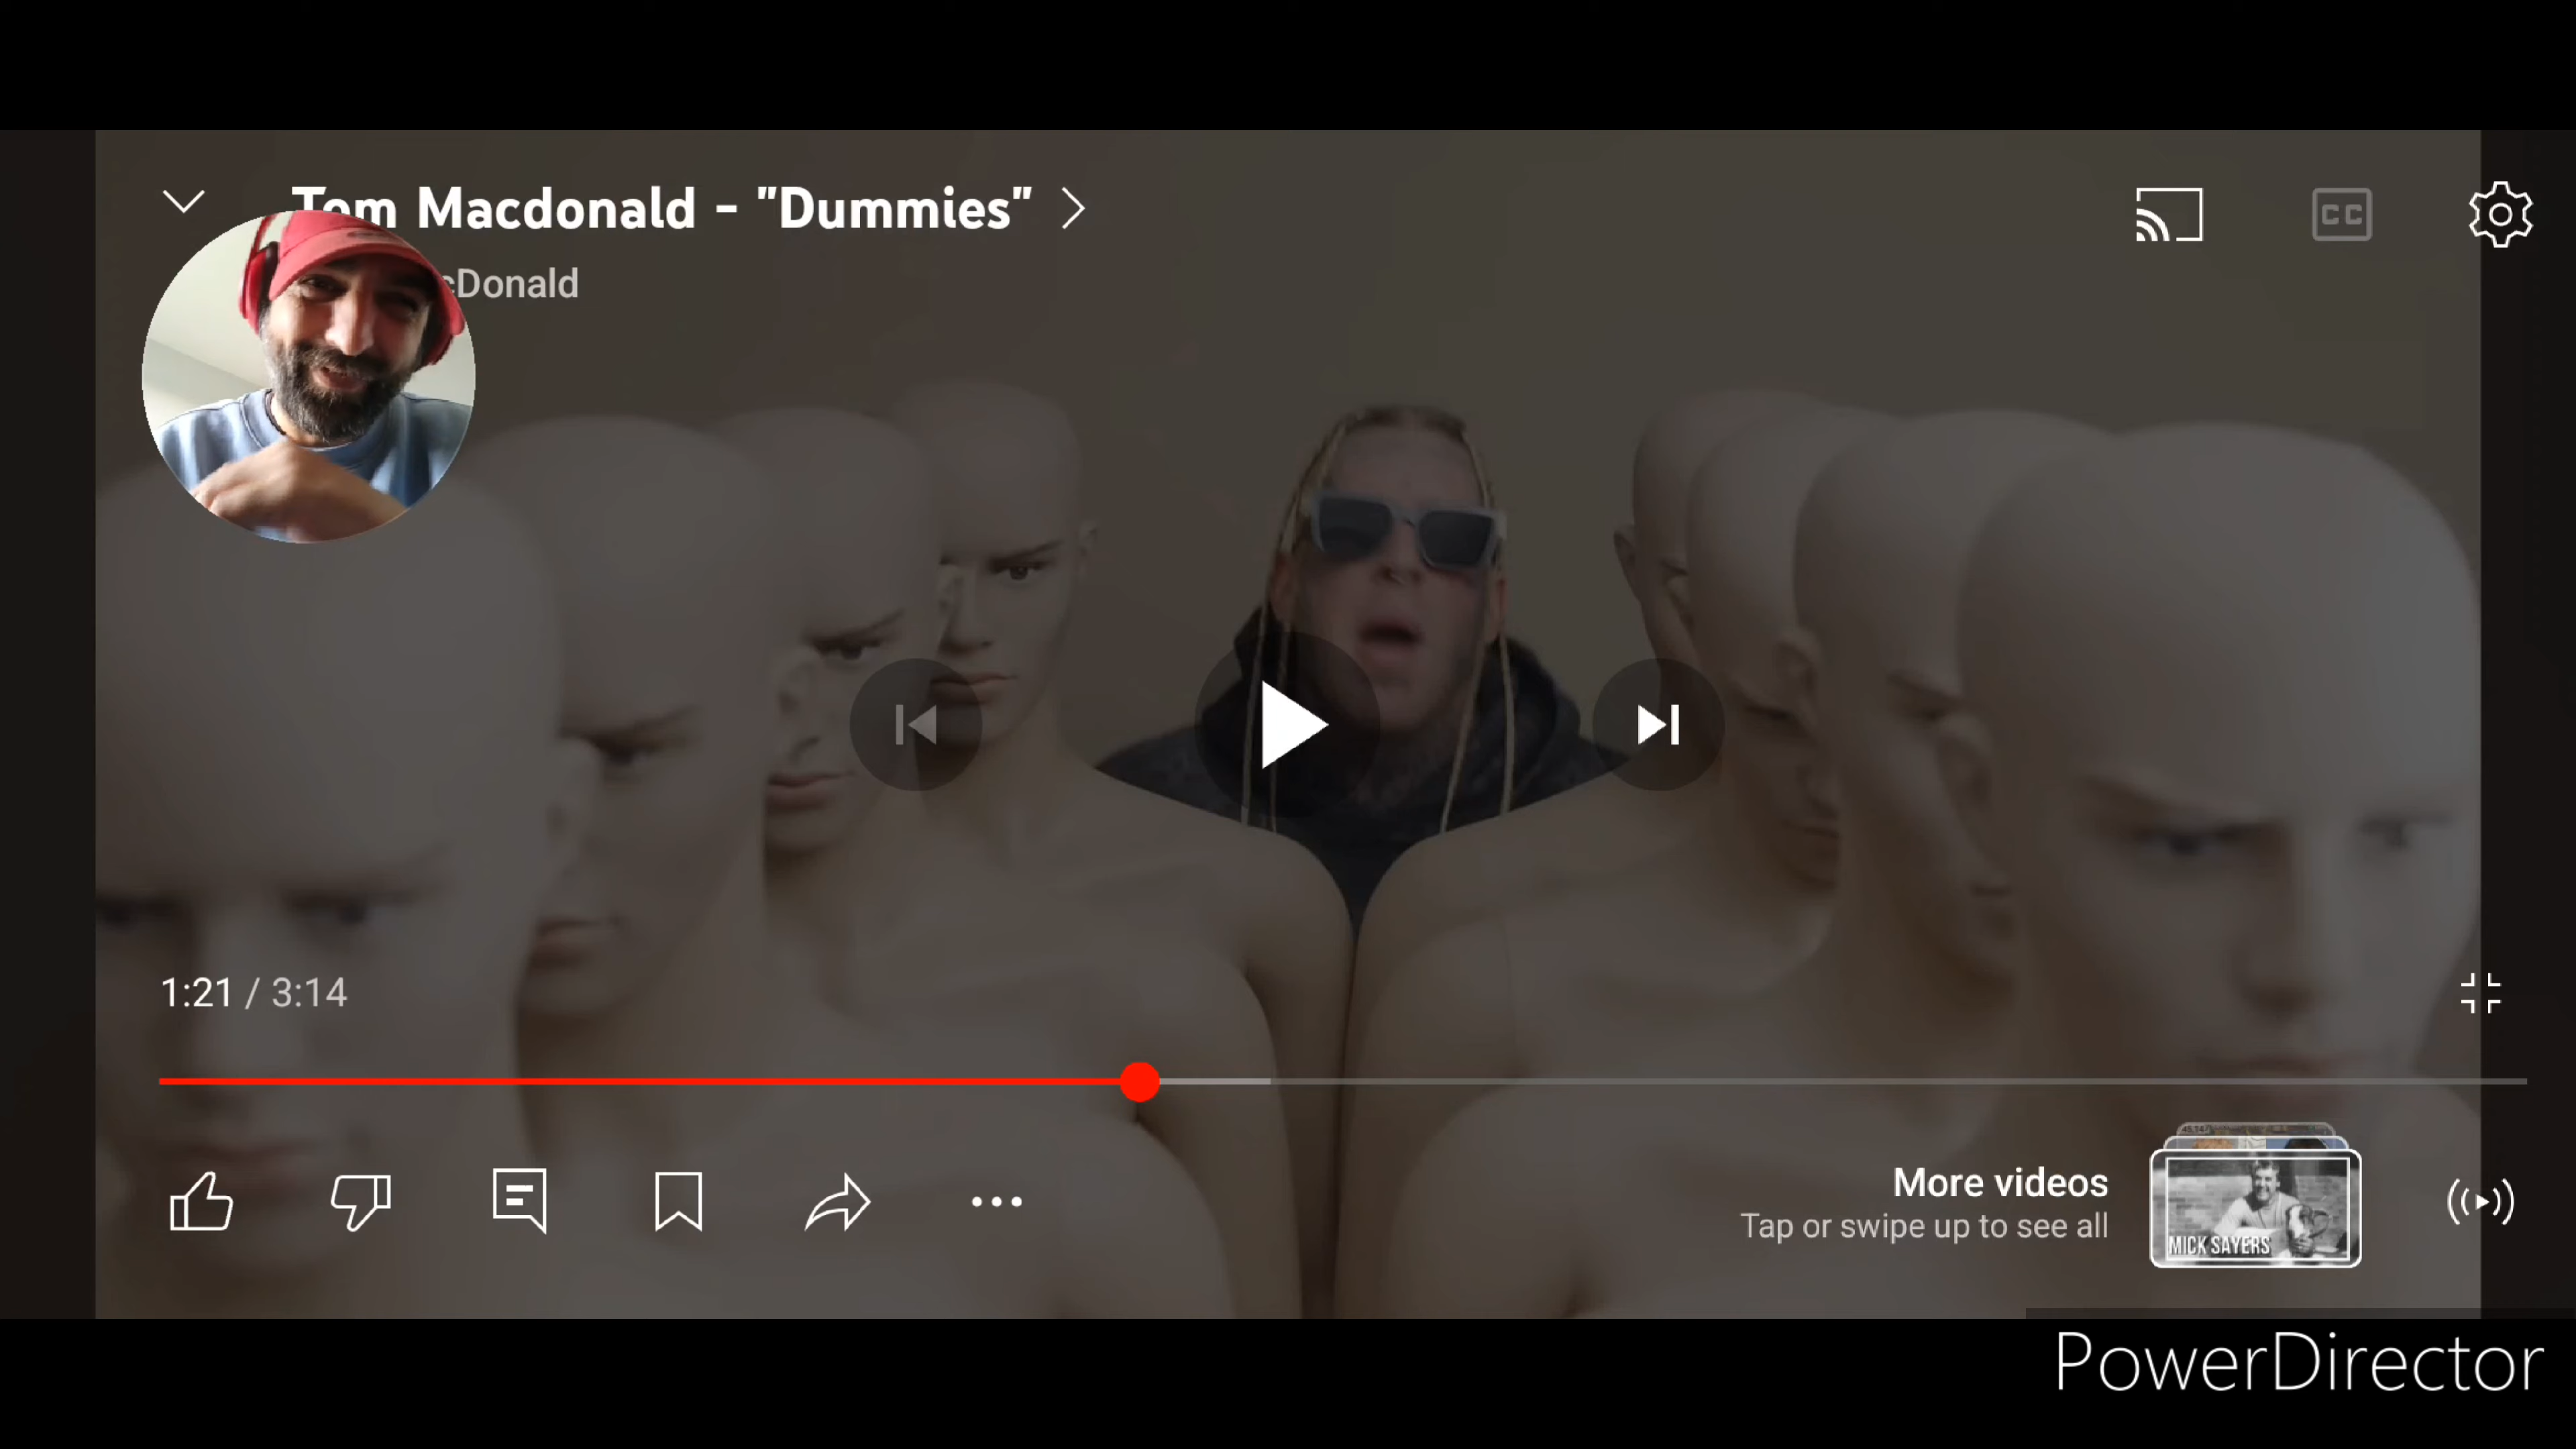 Tom Macdonald - "Dummies"
cDonald
CC
1:21 / 3:14
More videos
Tap or swipe up to see all
MICK SAYERS
PowerDirector